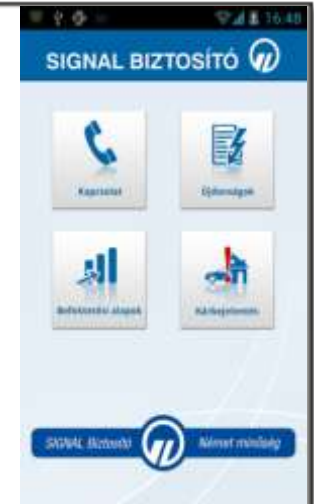 16:48
SIGNAL BIZTOSÍTÓ
Kapcsolat
Újdonságok
Befektetési alapok
Kárbejelentés
SIGNAL Biztosító
Német minőség